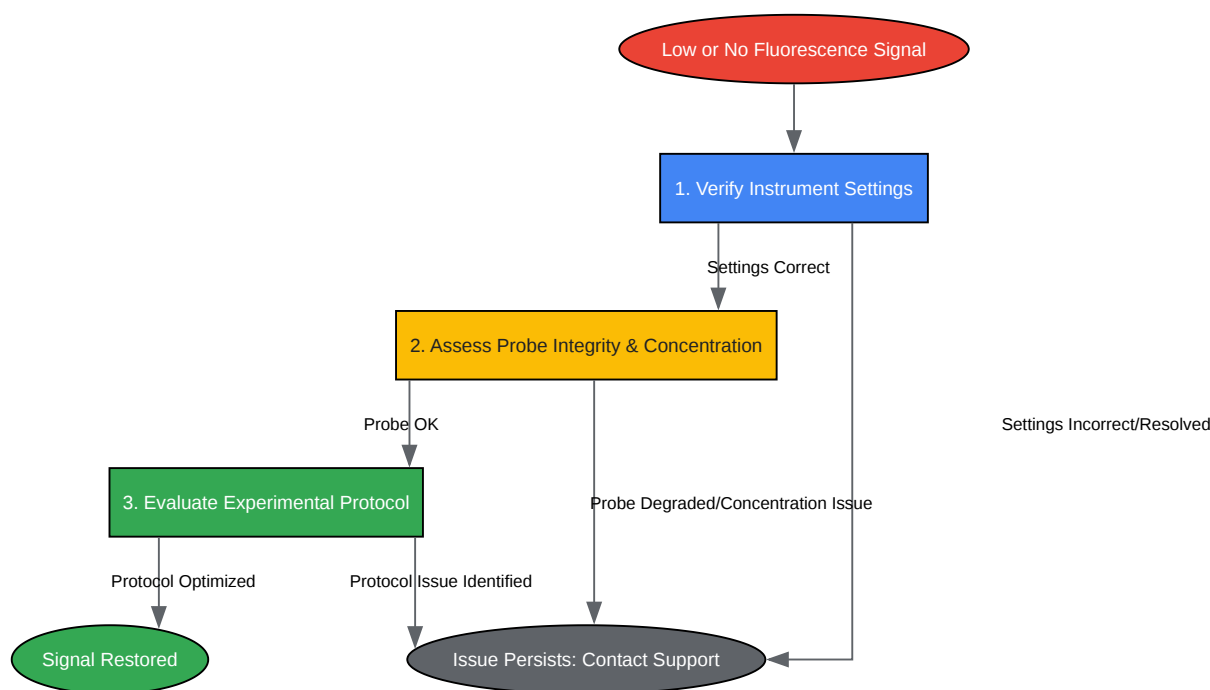 Low or No Fluorescence Signal
1. Verify Instrument Settings
Settings Correct
2. Assess Probe Integrity & Concentration
Probe OK
Settings Incorrect/Resolved
3. Evaluate Experimental Protocol
Probe Degraded/Concentration Issue
Protocol Optimized
Protocol Issue Identified
Signal Restored
Issue Persists: Contact Support